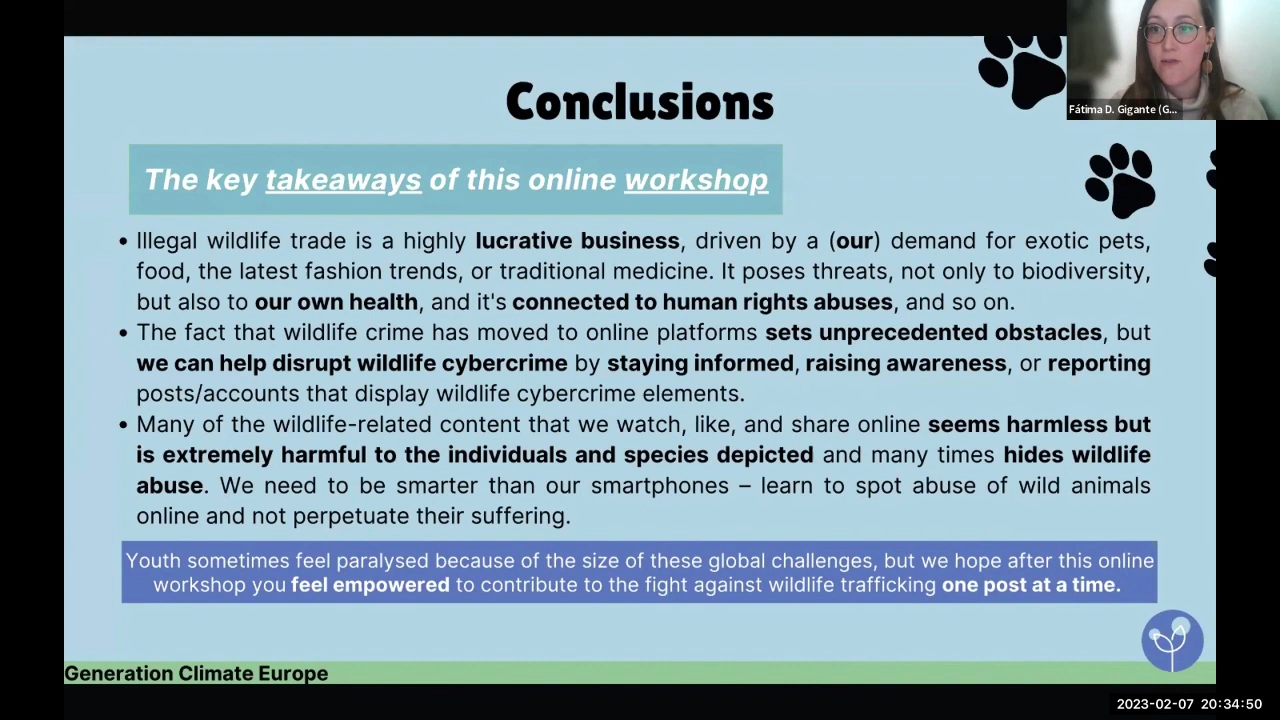 Conclusions
Fátima D. Gigante (G...
The key takeaways of this online workshop
• Illegal wildlife trade is a highly lucrative business, driven by a (our) demand for exotic pets,
food, the latest fashion trends, or traditional medicine. It poses threats, not only to biodiversity,
but also to our own health, and it's connected to human rights abuses, and so on.
• The fact that wildlife crime has moved to online platforms sets unprecedented obstacles, but
we can help disrupt wildlife cybercrime by staying informed, raising awareness, or reporting
posts/accounts that display wildlife cybercrime elements.
• Many of the wildlife-related content that we watch, like, and share online seems harmless but
is extremely harmful to the individuals and species depicted and many times hides wildlife
abuse. We need to be smarter than our smartphones – learn to spot abuse of wild animals
online and not perpetuate their suffering.
Youth sometimes feel paralysed because of the size of these global challenges, but we hope after this online
workshop you feel empowered to contribute to the fight against wildlife trafficking one post at a time.
Generation Climate Europe
2023-02-07 20:34:50